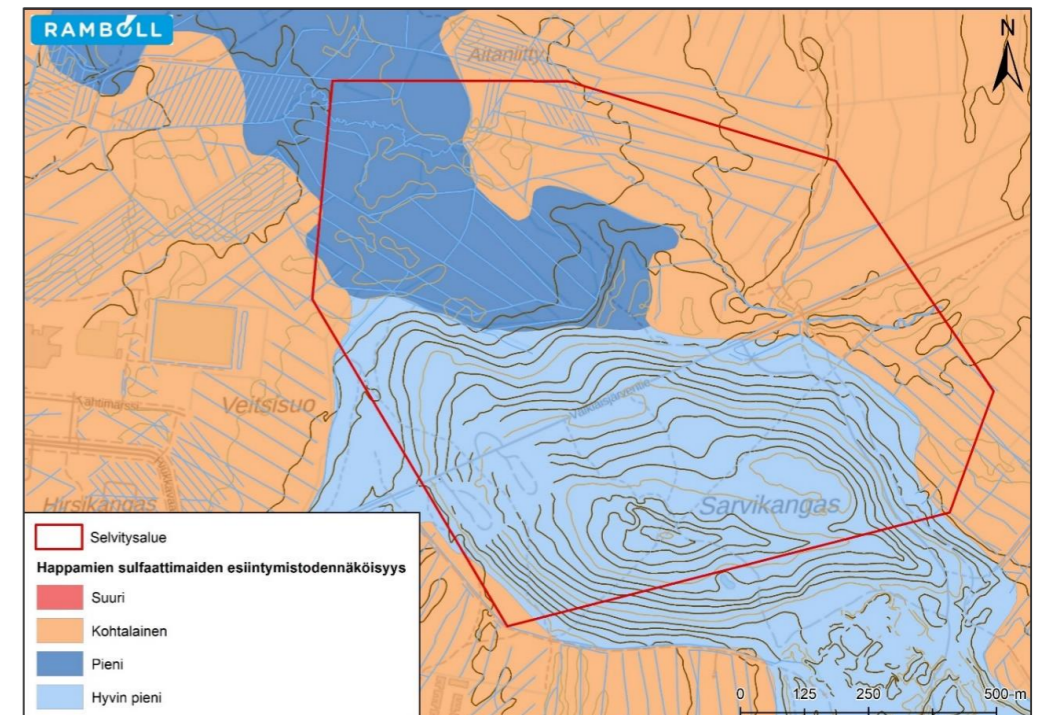 RAMBOLL
N
Aitaniitty
Veitsisuo
Hirsikangas
Sarvikangas
Selvitysalue
Happamien sulfaattimaiden esiintymistodennäköisyys
Suuri
Kohtalainen
Pieni
Hyvin pieni
0 125 250 500 m